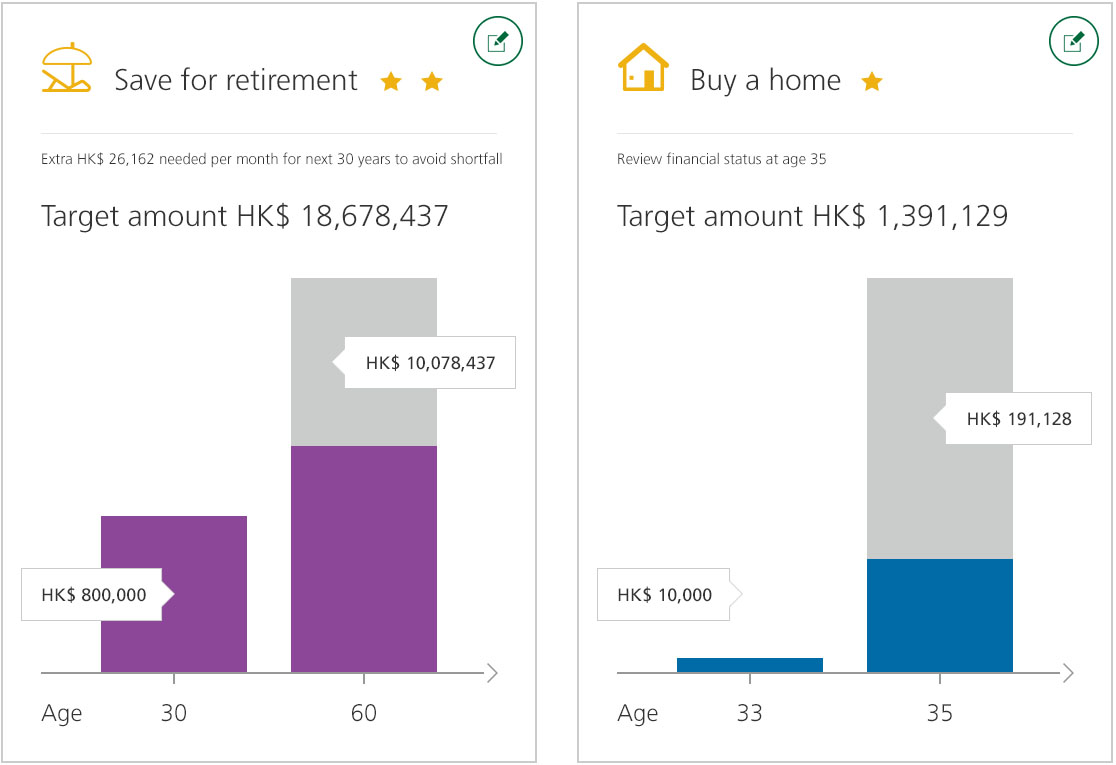 Save for retirement
Extra HK$ 26,162 needed per month for next 30 years to avoid shortfall
Target amount HK$ 18,678,437
HK$ 10,078,437
HK$ 800,000
Age 30 60
Buy a home
Review financial status at age 35
Target amount HK$ 1,391,129
HK$ 191,128
HK$ 10,000
Age 33 35